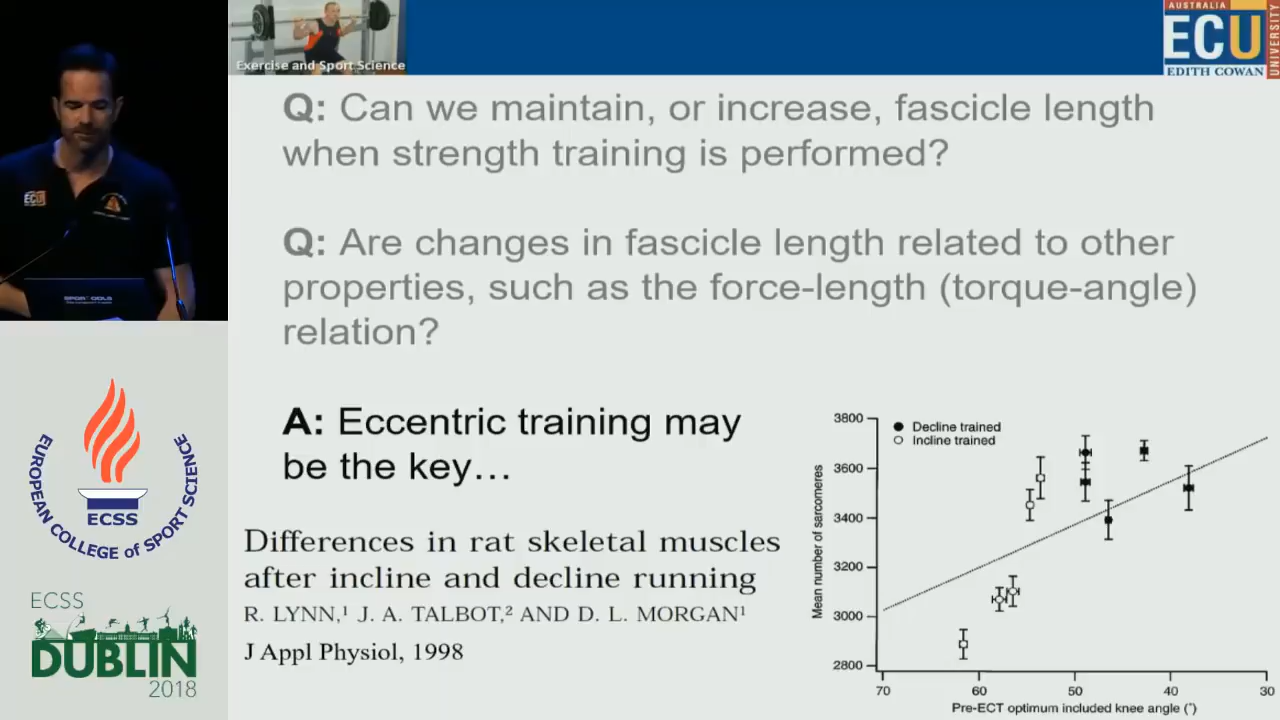 Exercise and Sport Science
AUSTRALIA
ECU
EDITH COWAN
UNIVERSITY
Q: Can we maintain, or increase, fascicle length
when strength training is performed?
Q: Are changes in fascicle length related to other
properties, such as the force-length (torque-angle)
relation?
A: Eccentric training may
be the key…
Differences in rat skeletal muscles
after incline and decline running
R. LYNN,¹ J. A. TALBOT,² AND D. L. MORGAN¹
J Appl Physiol, 1998
Decline trained
Incline trained
Mean number of sarcomeres
3800
3600
3400
3200
3000
2800
70 60 50 40 30
Pre-ECT optimum included knee angle (°)
ECU
EUROPEAN COLLEGE of SPORT SCIENCE
ECSS
ECSS
DUBLIN
2018